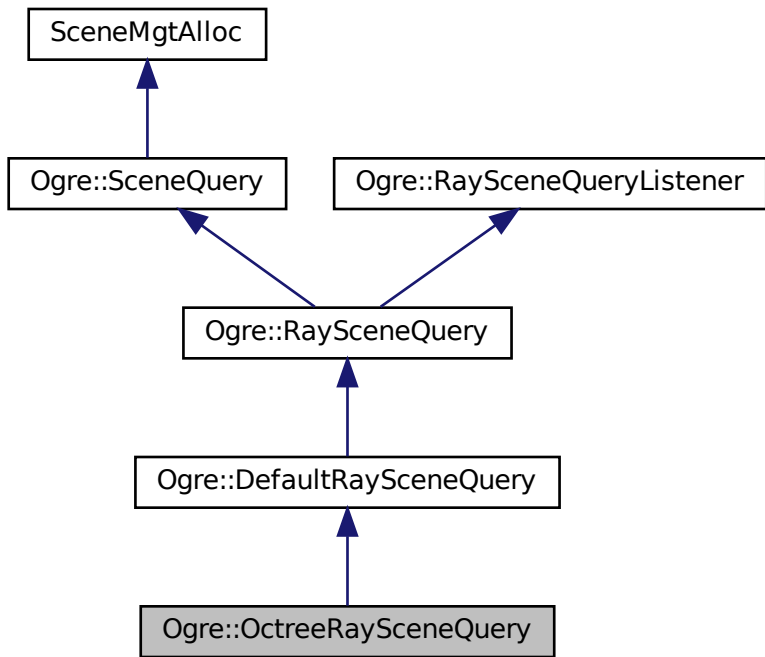 SceneMgtAlloc
Ogre::SceneQuery
Ogre::RaySceneQueryListener
Ogre::RaySceneQuery
Ogre::DefaultRaySceneQuery
Ogre::OctreeRaySceneQuery